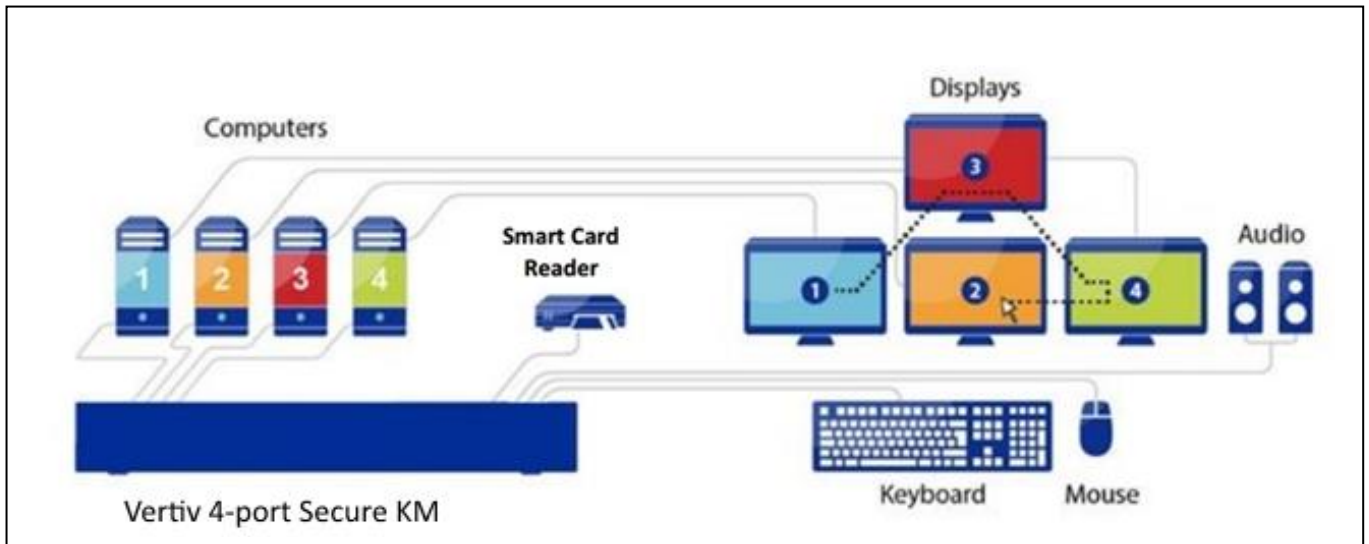 Displays
Computers
3
1 2 3 4
Smart Card
Reader
1 2 4
Audio
Keyboard
Mouse
Vertiv 4-port Secure KM